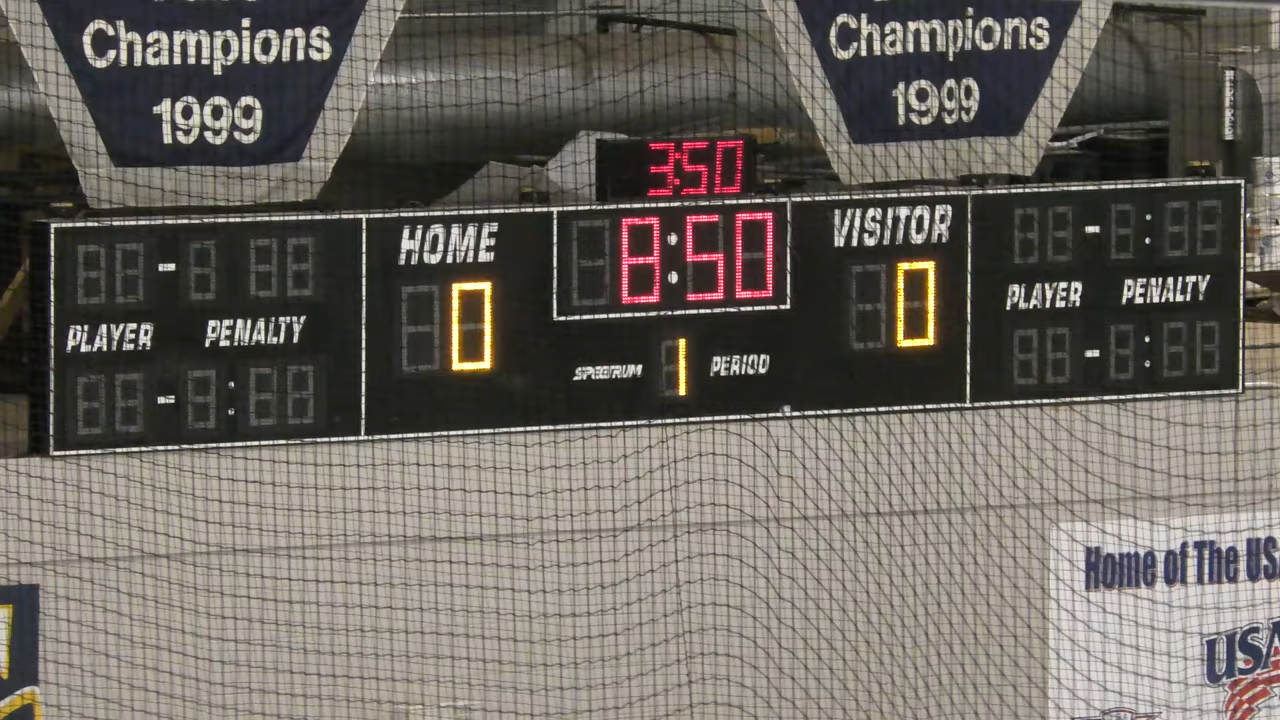 Champions
1999
Champions
1999
3:50
HOME
8:50
VISITOR
0
0
PLAYER PENALTY
PLAYER PENALTY
SPECTRUM 1 PERIOD
Home of The USA
USA